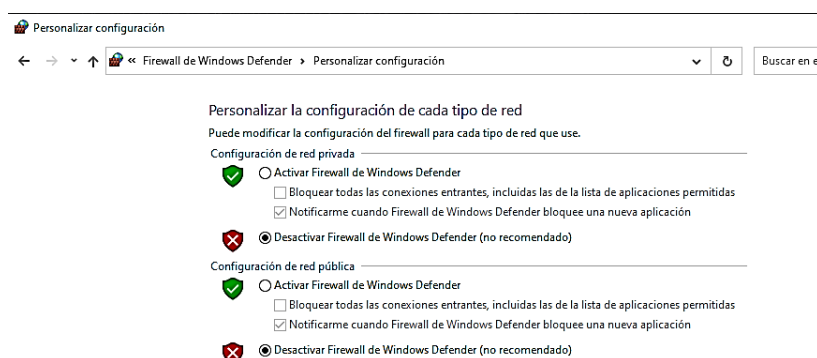 Personalizar configuración
« Firewall de Windows Defender > Personalizar configuración
Buscar en e
Personalizar la configuración de cada tipo de red
Puede modificar la configuración del firewall para cada tipo de red que use.
Configuración de red privada
Activar Firewall de Windows Defender
Bloquear todas las conexiones entrantes, incluidas las de la lista de aplicaciones permitidas
Notificarme cuando Firewall de Windows Defender bloquee una nueva aplicación
Desactivar Firewall de Windows Defender (no recomendado)
Configuración de red pública
Activar Firewall de Windows Defender
Bloquear todas las conexiones entrantes, incluidas las de la lista de aplicaciones permitidas
Notificarme cuando Firewall de Windows Defender bloquee una nueva aplicación
Desactivar Firewall de Windows Defender (no recomendado)